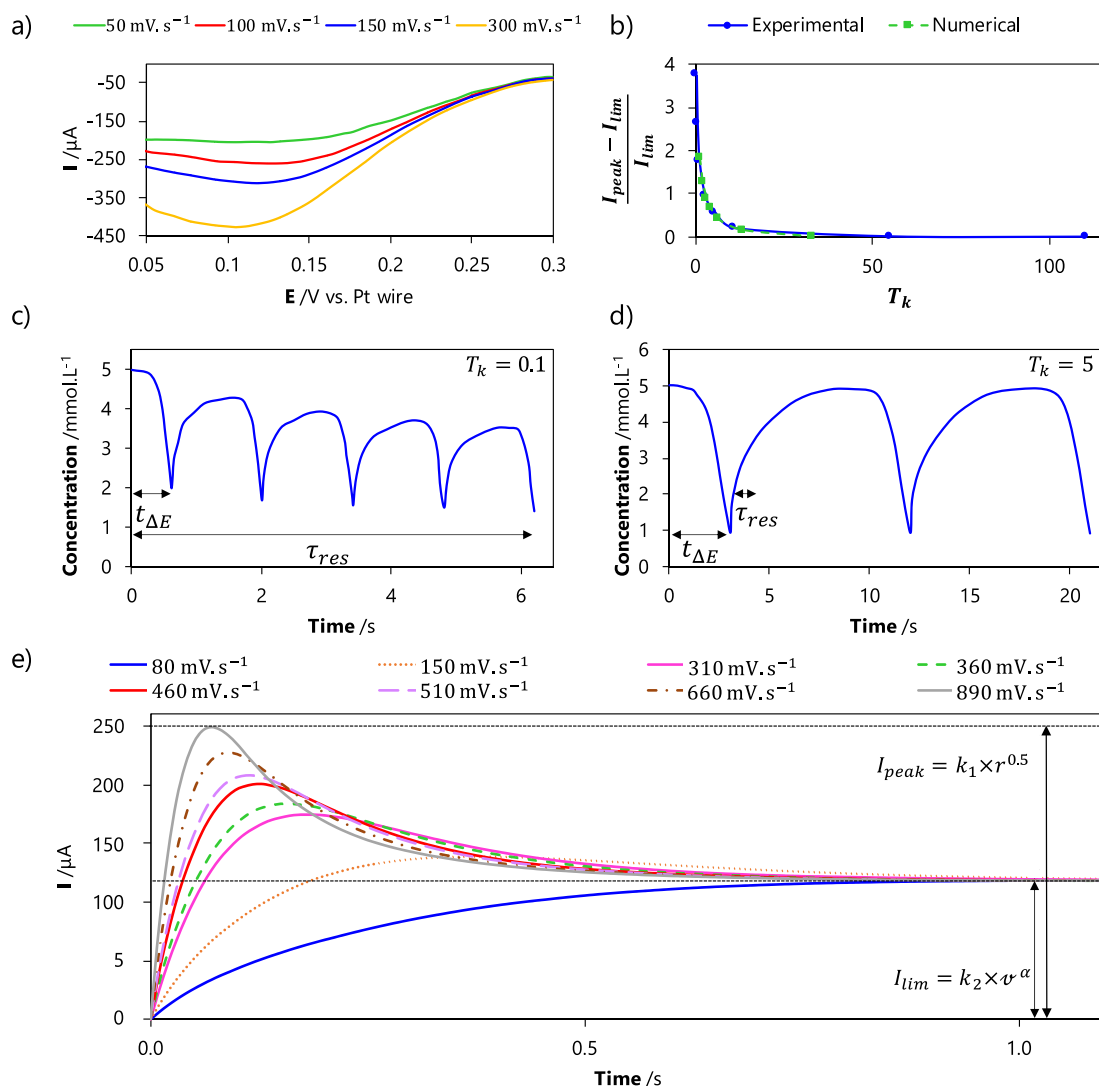 a)
50 mV.s⁻¹ 100 mV.s⁻¹ 150 mV.s⁻¹ 300 mV.s⁻¹
-50
-150
-250
-350
-450
I /µA
0.05 0.1 0.15 0.2 0.25 0.3
E /V vs. Pt wire
b)
Experimental Numerical
4
3
2
1
0
I_peak − I_lim
I_lim
0 50 100
T_k
c)
T_k = 0.1
5
4
3
2
1
0
Concentration /mmol.L⁻¹
t_ΔE
τ_res
0 2 4 6
Time /s
d)
T_k = 5
6
5
4
3
2
1
0
Concentration /mmol.L⁻¹
τ_res
t_ΔE
0 5 10 15 20
Time /s
e)
80 mV.s⁻¹ 150 mV.s⁻¹ 310 mV.s⁻¹ 360 mV.s⁻¹
460 mV.s⁻¹ 510 mV.s⁻¹ 660 mV.s⁻¹ 890 mV.s⁻¹
250
200
150
100
5
0
I /µA
I_peak = k₁×r^0.5
I_lim = k₂×v^α
0.0 0.5 1.0
Time /s